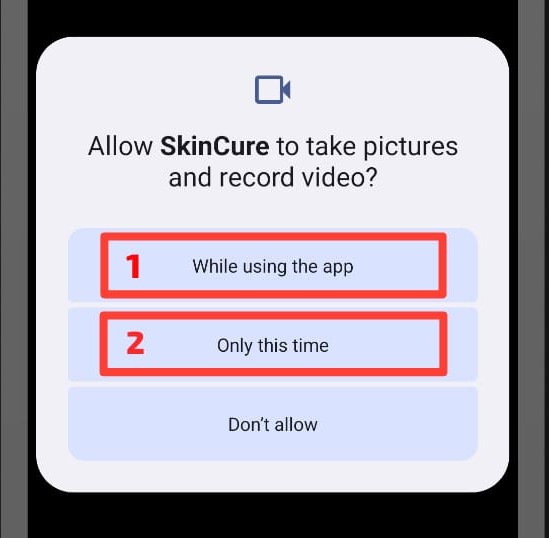 Allow SkinCure to take pictures
and record video?
1 While using the app
2 Only this time
Don't allow